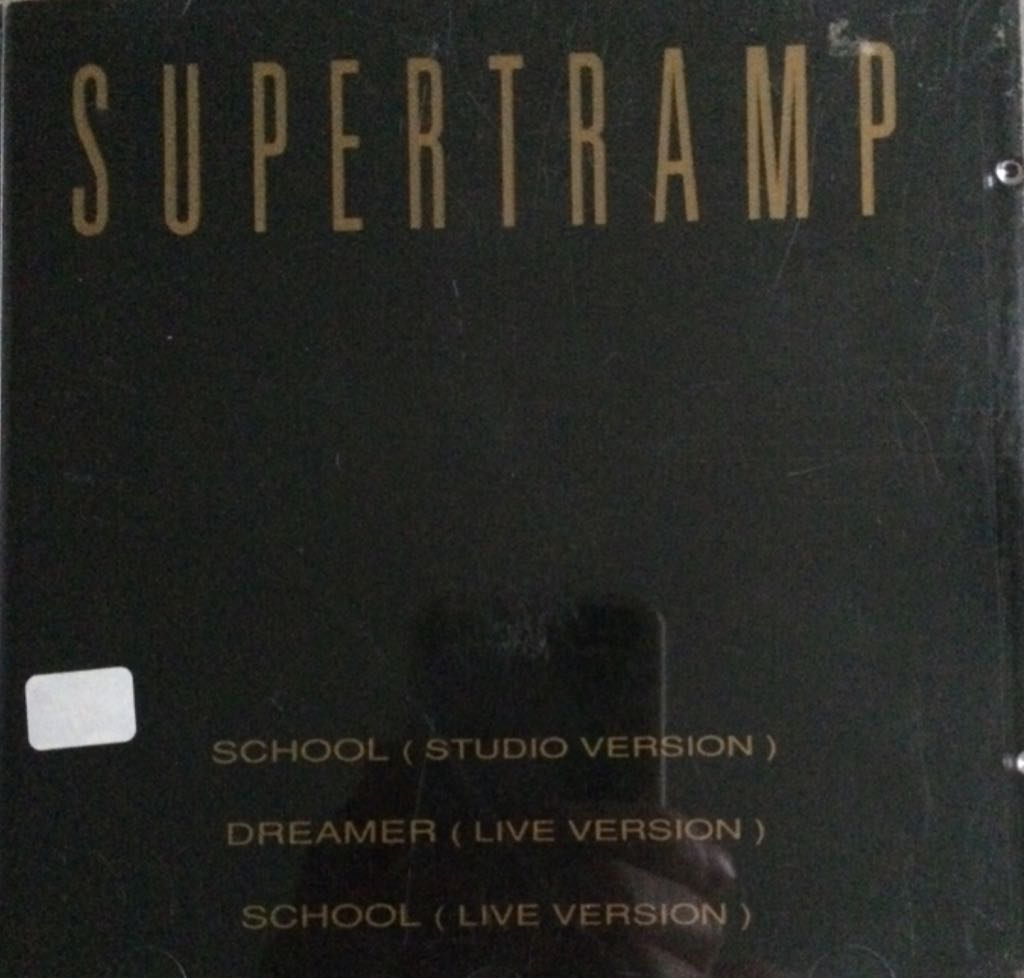 SUPERTRAMP
SCHOOL ( STUDIO VERSION )
DREAMER ( LIVE VERSION )
SCHOOL ( LIVE VERSION )